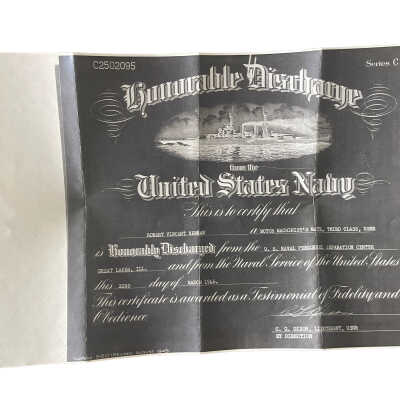 C2502095
Series C
Honorable Discharge
from the
United States Navy
This is to certify that
ROBERT VINCENT
a MOTOR MACHINIST'S MATE, THIRD CLASS, USNR
is Honorably Discharged from the U. S. NAVAL PERSONNEL SEPARATION CENTER
GREAT LAKES, ILL. and from the Naval Service of the United States
this 22ND day of MARCH 1946.
This certificate is awarded as a Testimonial of Fidelity and
Obedience.
C. G. DIXON, LIEUTENANT, USNR
BY DIRECTION